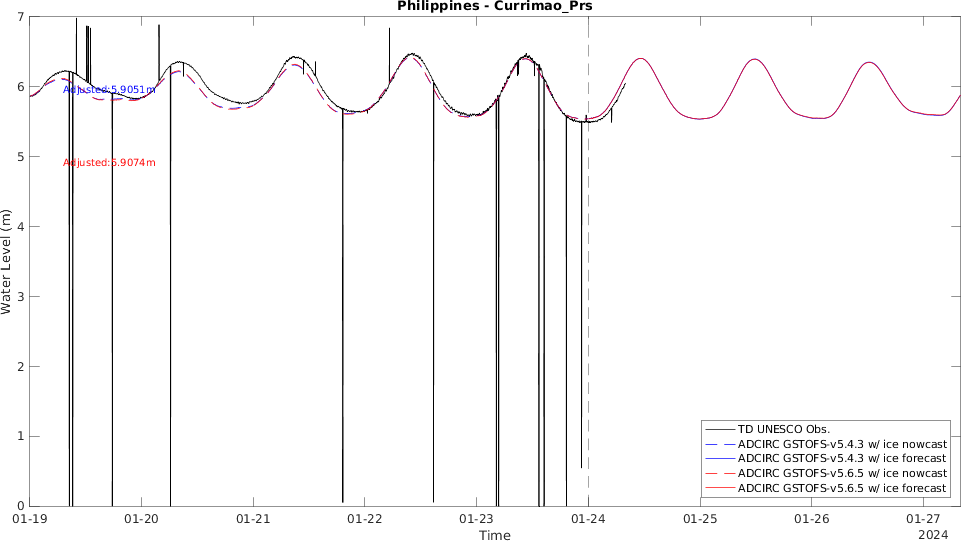 Philippines - Currimao_Prs
7
6
5
4
3
2
1
0
Water Level (m)
Adjusted:5.9051m
Adjusted:5.9074m
TD UNESCO Obs.
ADCIRC GSTOFS-v5.4.3 w/ ice nowcast
ADCIRC GSTOFS-v5.4.3 w/ ice forecast
ADCIRC GSTOFS-v5.6.5 w/ ice nowcast
ADCIRC GSTOFS-v5.6.5 w/ ice forecast
01-19 01-20 01-21 01-22 01-23 01-24 01-25 01-26 01-27
Time
2024